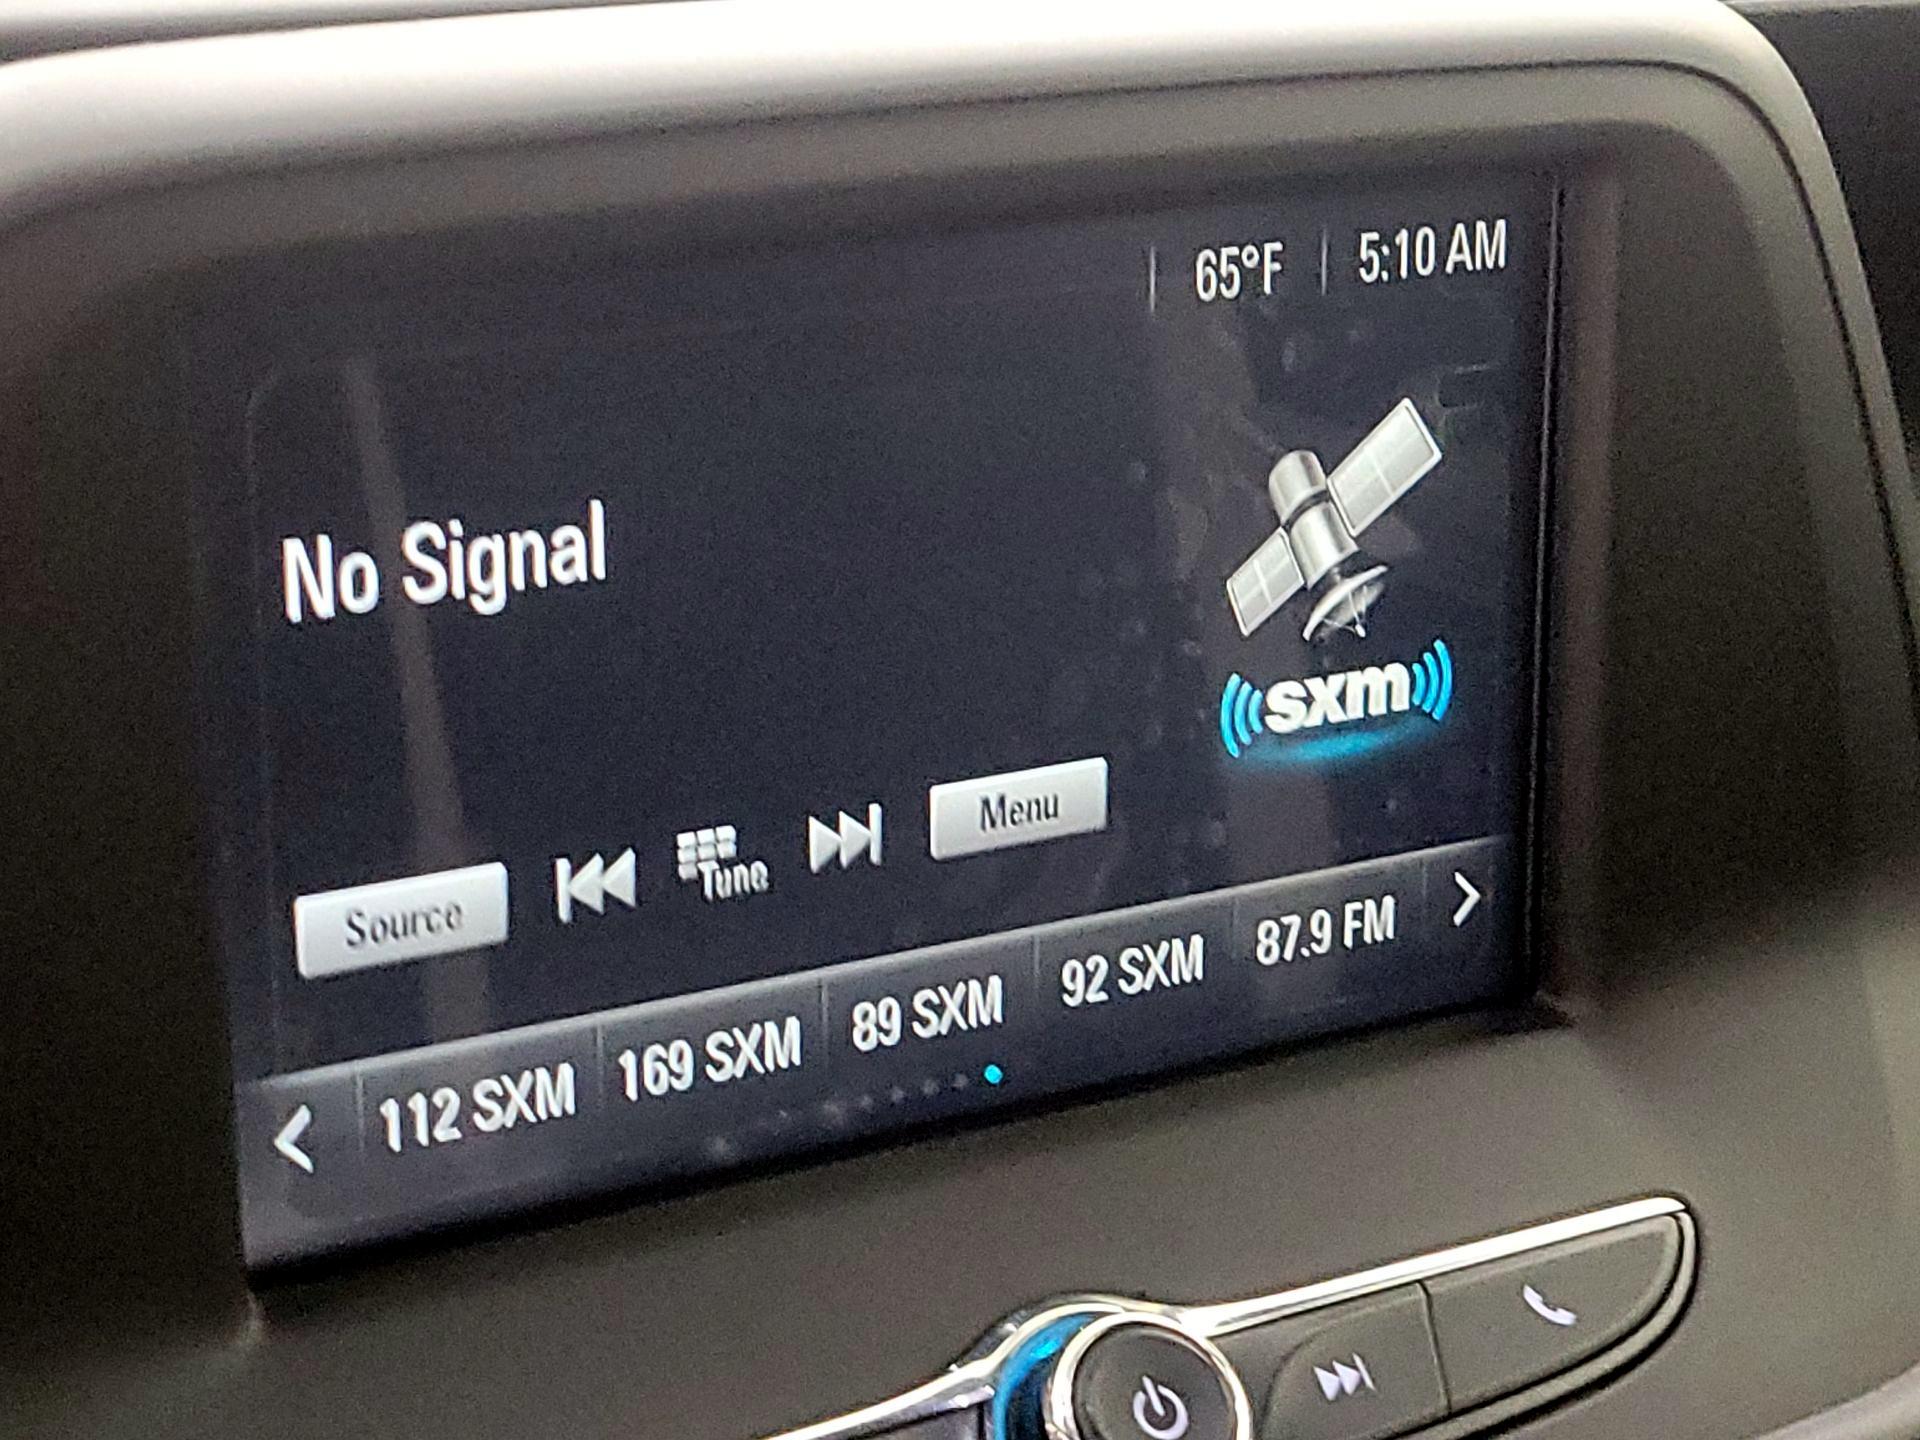 65°F 5:10 AM
No Signal
sxm
Source Tune Menu
112 SXM 169 SXM 89 SXM 92 SXM 87.9 FM